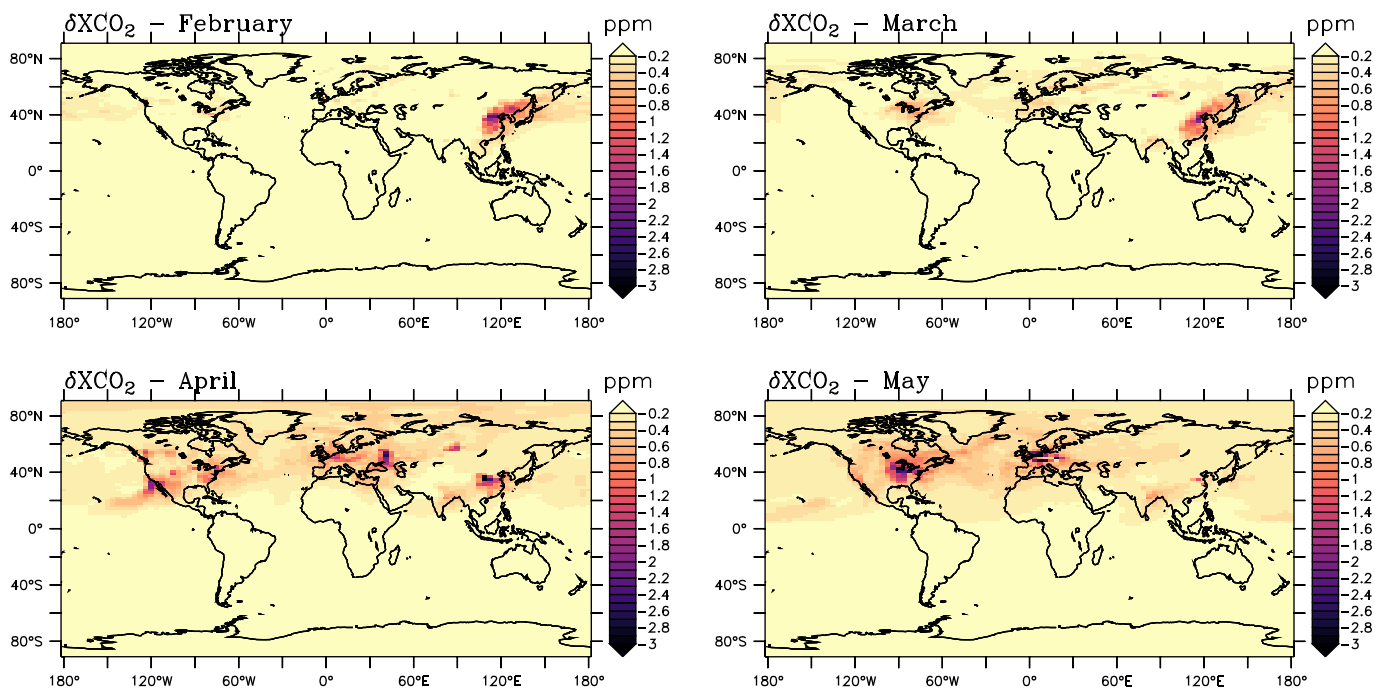 δXCO₂ − February
ppm
80°N
40°N
0°
40°S
80°S
180°
120°W
60°W
0°
60°E
120°E
180°
−0.2
−0.4
−0.6
−0.8
−1
−1.2
−1.4
−1.6
−1.8
−2
−2.2
−2.4
−2.6
−2.8
−3
δXCO₂ − March
ppm
80°N
40°N
0°
40°S
80°S
180°
120°W
60°W
0°
60°E
120°E
180°
−0.2
−0.4
−0.6
−0.8
−1
−1.2
−1.4
−1.6
−1.8
−2
−2.2
−2.4
−2.6
−2.8
−3
δXCO₂ − April
ppm
80°N
40°N
0°
40°S
80°S
180°
120°W
60°W
0°
60°E
120°E
180°
−0.2
−0.4
−0.6
−0.8
−1
−1.2
−1.4
−1.6
−1.8
−2
−2.2
−2.4
−2.6
−2.8
−3
δXCO₂ − May
ppm
80°N
40°N
0°
40°S
80°S
180°
120°W
60°W
0°
60°E
120°E
180°
−0.2
−0.4
−0.6
−0.8
−1
−1.2
−1.4
−1.6
−1.8
−2
−2.2
−2.4
−2.6
−2.8
−3